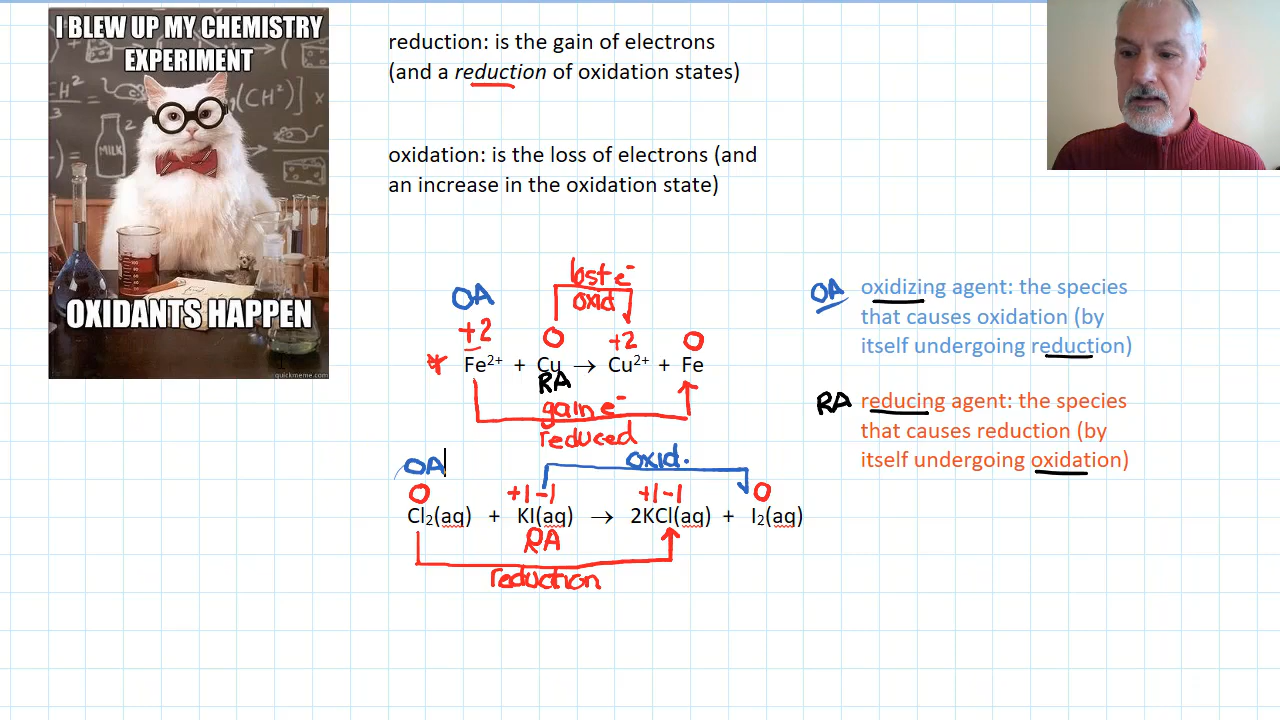 I BLEW UP MY CHEMISTRY
EXPERIMENT
MILK
OXIDANTS HAPPEN
quickmeme.com
reduction: is the gain of electrons
(and a reduction of oxidation states)
oxidation: is the loss of electrons (and
an increase in the oxidation state)
lost e⁻
OA
oxid
+2 0 +2 0
* Fe²⁺ + Cu → Cu²⁺ + Fe
RA
gain e⁻
reduced
OA oxid.
0 +1 -1 +1 -1 0
Cl₂(aq) + KI(aq) → 2KCl(aq) + I₂(aq)
RA
reduction
OA oxidizing agent: the species
that causes oxidation (by
itself undergoing reduction)
RA reducing agent: the species
that causes reduction (by
itself undergoing oxidation)